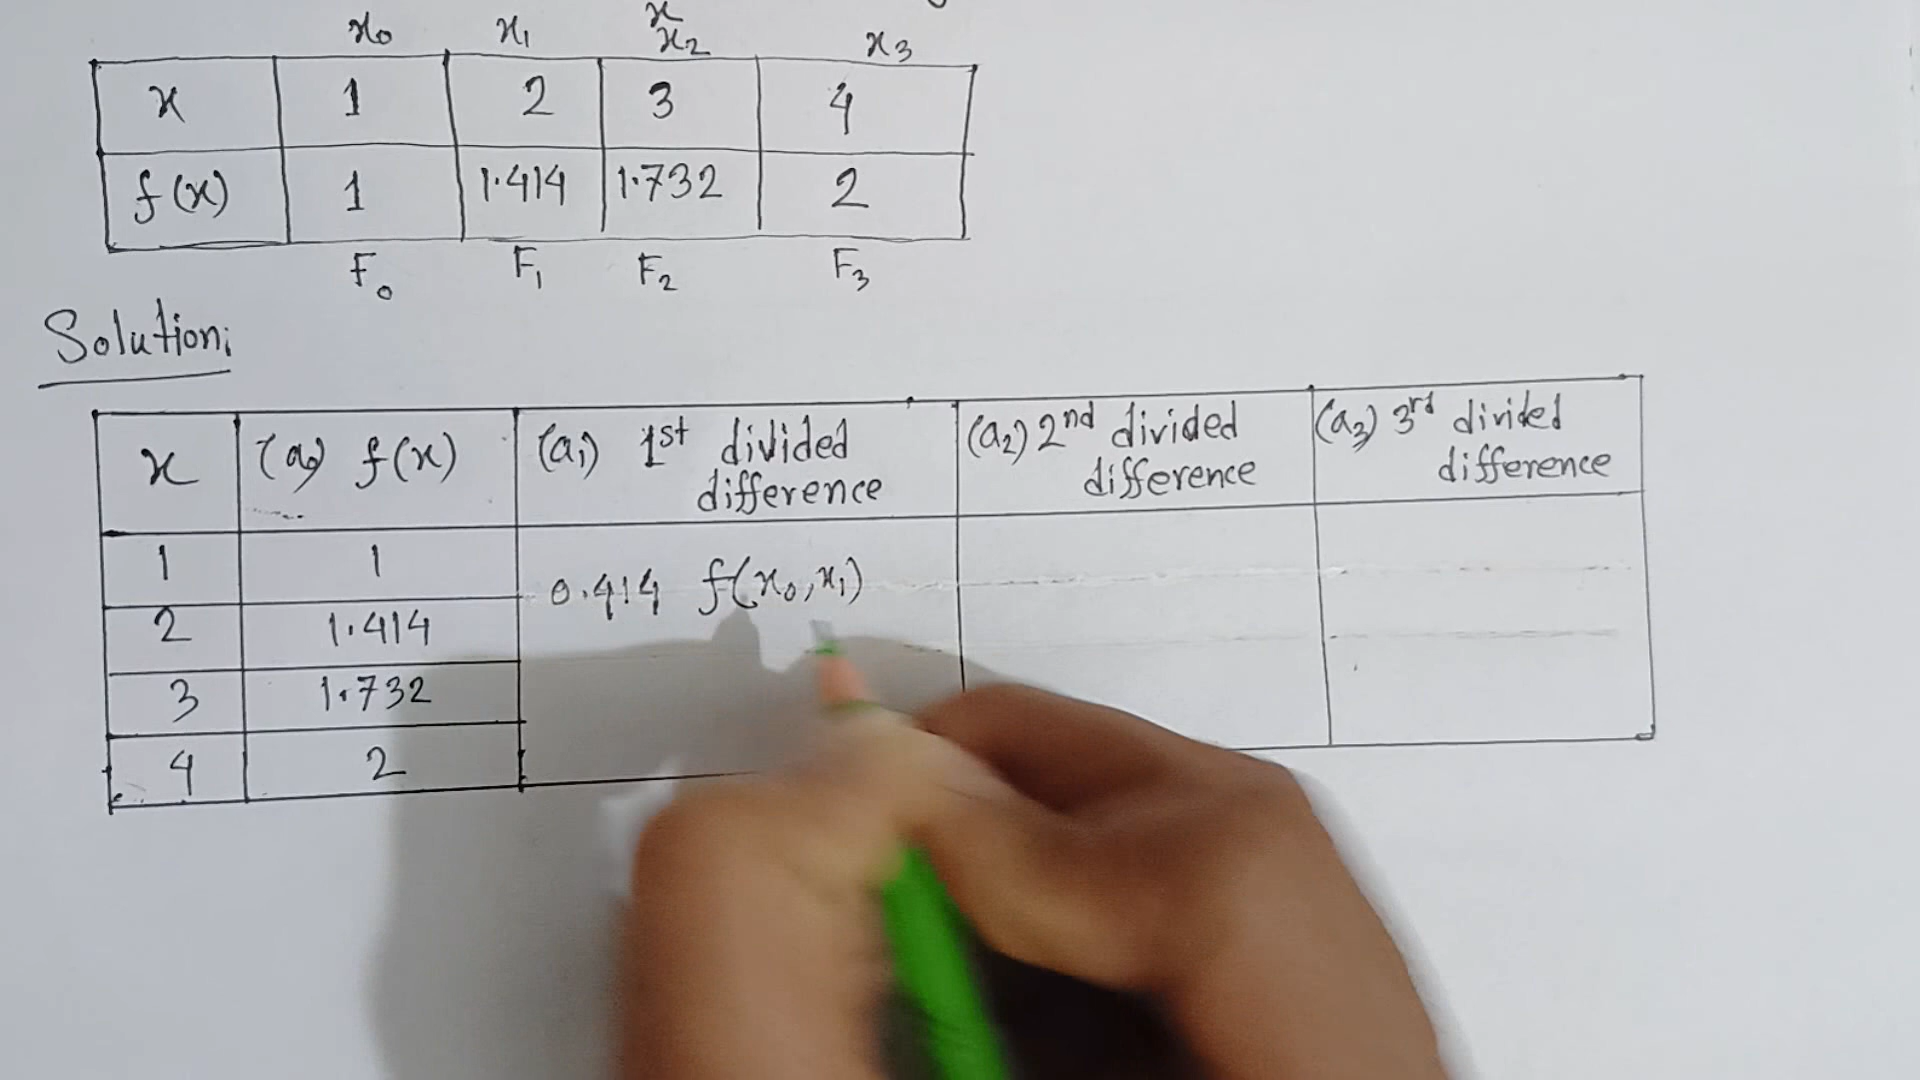 x0 x1 x x2 x3
x 1 2 3 4
f(x) 1 1.414 1.732 2
F0 F1 F2 F3
Solution:
x (a0) f(x) (a1) 1st divided difference (a2) 2nd divided difference (a3) 3rd divided difference
1 1
0.414 f(x0,x1)
2 1.414
3 1.732
4 2